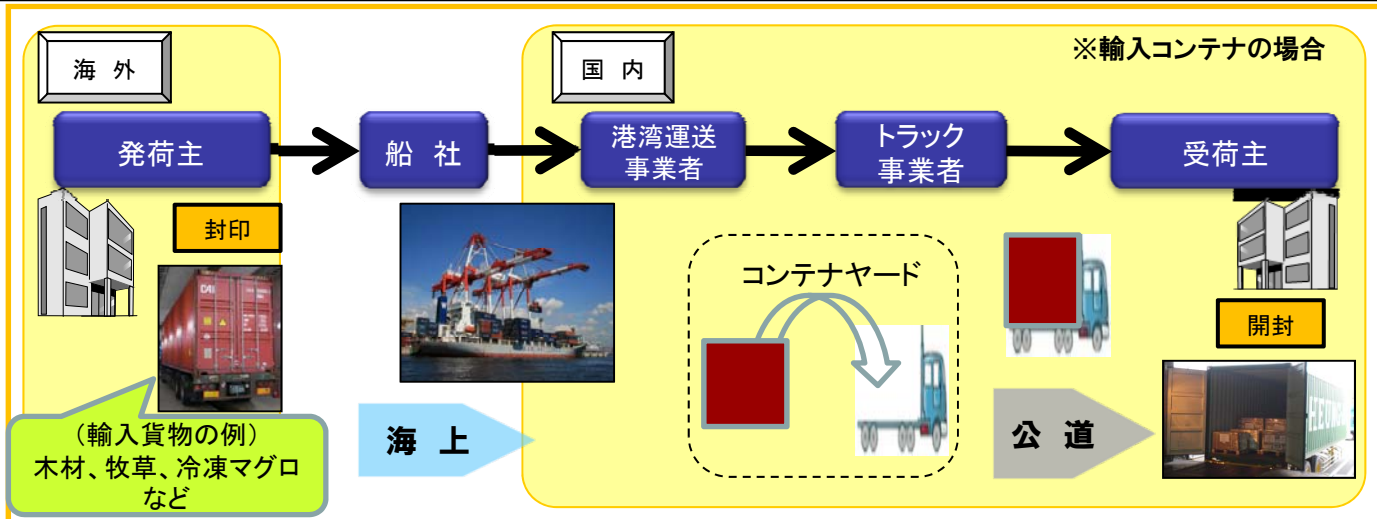 海 外
国 内
※輸入コンテナの場合
発荷主
船 社
港湾運送
事業者
トラック
事業者
受荷主
封印
コンテナヤード
開封
(輸入貨物の例)
木材、牧草、冷凍マグロ
など
海 上
公 道